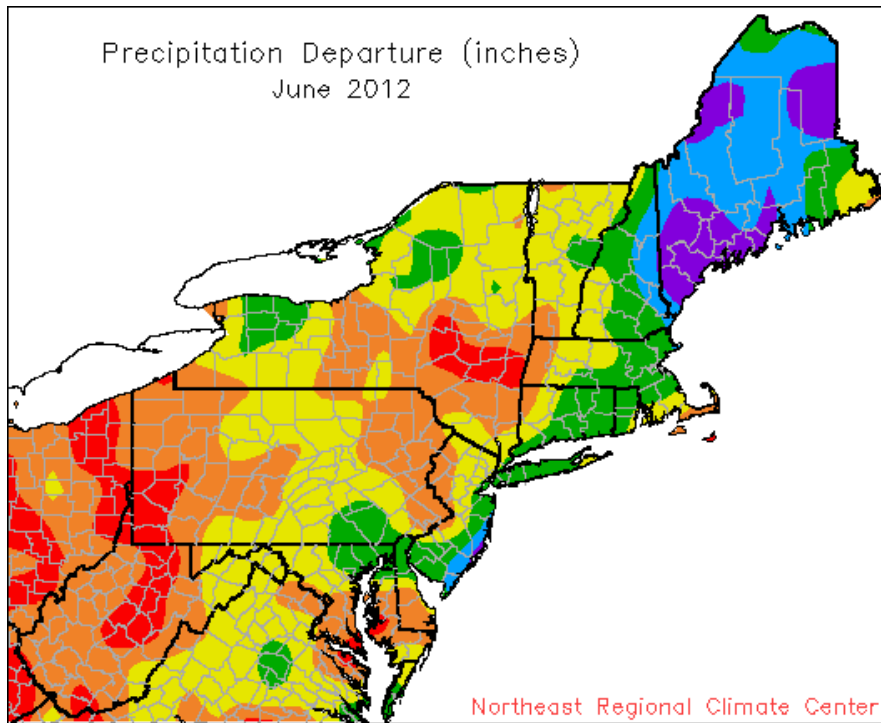 Precipitation Departure (inches)
June 2012
Northeast Regional Climate Center